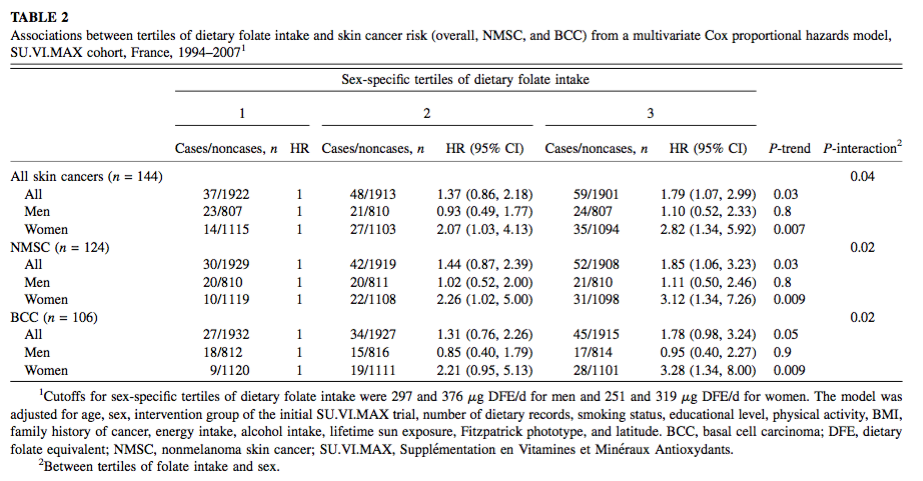 TABLE 2
Associations between tertiles of dietary folate intake and skin cancer risk (overall, NMSC, and BCC) from a multivariate Cox proportional hazards model,
SU.VI.MAX cohort, France, 1994–2007¹
Sex-specific tertiles of dietary folate intake
1 2 3
Cases/noncases, n HR Cases/noncases, n HR (95% CI) Cases/noncases, n HR (95% CI) P-trend P-interaction²
All skin cancers (n = 144) 0.04
All 37/1922 1 48/1913 1.37 (0.86, 2.18) 59/1901 1.79 (1.07, 2.99) 0.03
Men 23/807 1 21/810 0.93 (0.49, 1.77) 24/807 1.10 (0.52, 2.33) 0.8
Women 14/1115 1 27/1103 2.07 (1.03, 4.13) 35/1094 2.82 (1.34, 5.92) 0.007
NMSC (n = 124) 0.02
All 30/1929 1 42/1919 1.44 (0.87, 2.39) 52/1908 1.85 (1.06, 3.23) 0.03
Men 20/810 1 20/811 1.02 (0.52, 2.00) 21/810 1.11 (0.50, 2.46) 0.8
Women 10/1119 1 22/1108 2.26 (1.02, 5.00) 31/1098 3.12 (1.34, 7.26) 0.009
BCC (n = 106) 0.02
All 27/1932 1 34/1927 1.31 (0.76, 2.26) 45/1915 1.78 (0.98, 3.24) 0.05
Men 18/812 1 15/816 0.85 (0.40, 1.79) 17/814 0.95 (0.40, 2.27) 0.9
Women 9/1120 1 19/1111 2.21 (0.95, 5.13) 28/1101 3.28 (1.34, 8.00) 0.009
¹Cutoffs for sex-specific tertiles of dietary folate intake were 297 and 376 μg DFE/d for men and 251 and 319 μg DFE/d for women. The model was
adjusted for age, sex, intervention group of the initial SU.VI.MAX trial, number of dietary records, smoking status, educational level, physical activity, BMI,
family history of cancer, energy intake, alcohol intake, lifetime sun exposure, Fitzpatrick phototype, and latitude. BCC, basal cell carcinoma; DFE, dietary
folate equivalent; NMSC, nonmelanoma skin cancer; SU.VI.MAX, Supplémentation en Vitamines et Minéraux Antioxydants.
²Between tertiles of folate intake and sex.